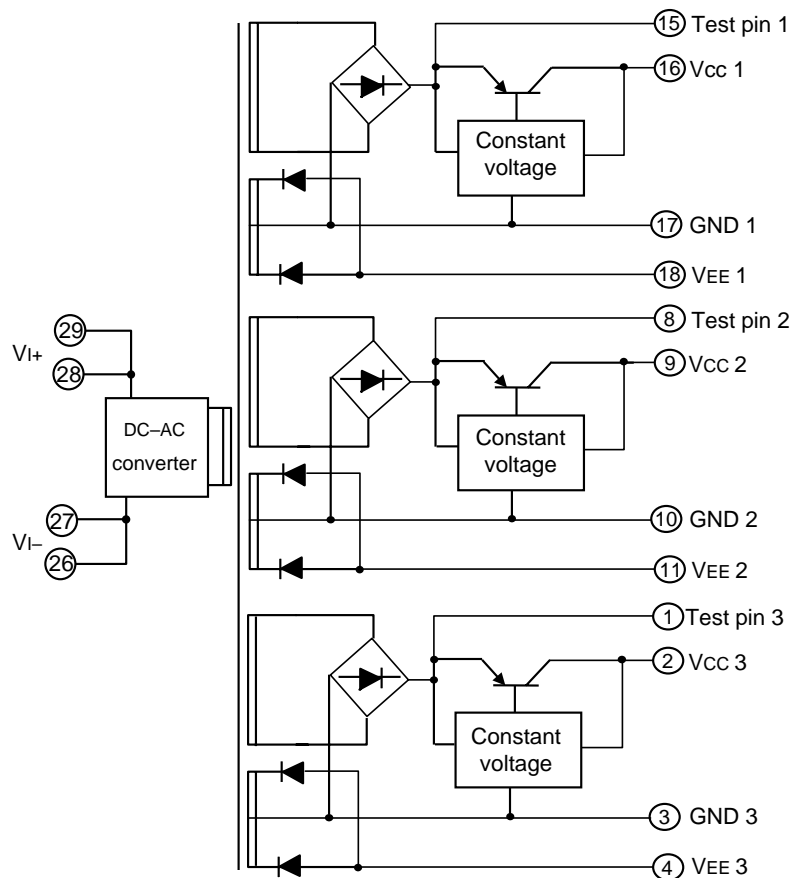 15 Test pin 1
16 VCC 1
Constant
voltage
17 GND 1
18 VEE 1
8 Test pin 2
9 VCC 2
Constant
voltage
10 GND 2
11 VEE 2
1 Test pin 3
2 VCC 3
Constant
voltage
3 GND 3
4 VEE 3
29
VI+
28
DC–AC
converter
27
VI–
26